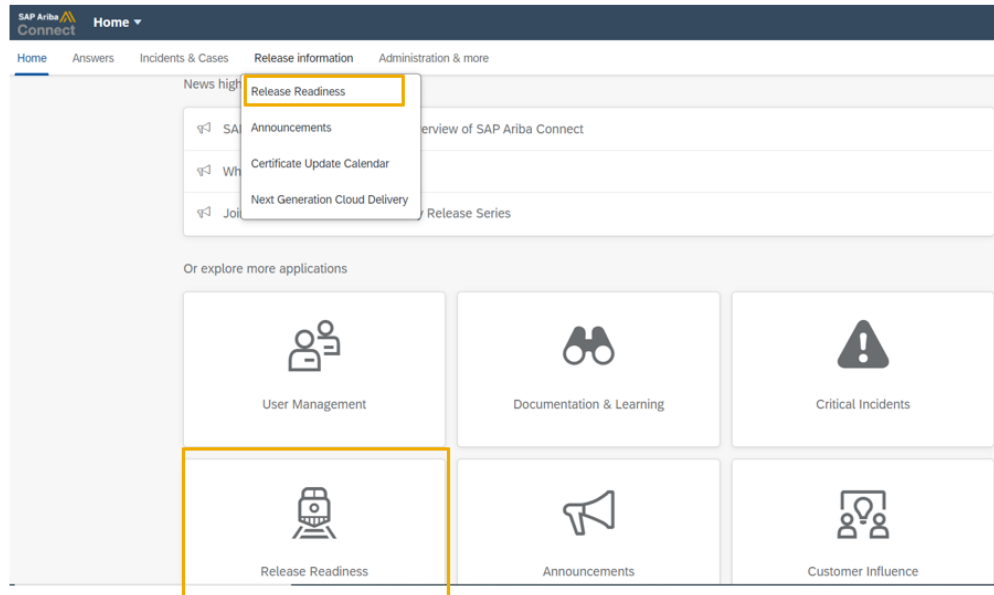 SAP Ariba
Connect
Home
Home Answers Incidents & Cases Release information Administration & more
News high
Release Readiness
SA erview of SAP Ariba Connect
Announcements
Wh
Certificate Update Calendar
Joi y Release Series
Next Generation Cloud Delivery
Or explore more applications
User Management Documentation & Learning Critical Incidents
Release Readiness Announcements Customer Influence